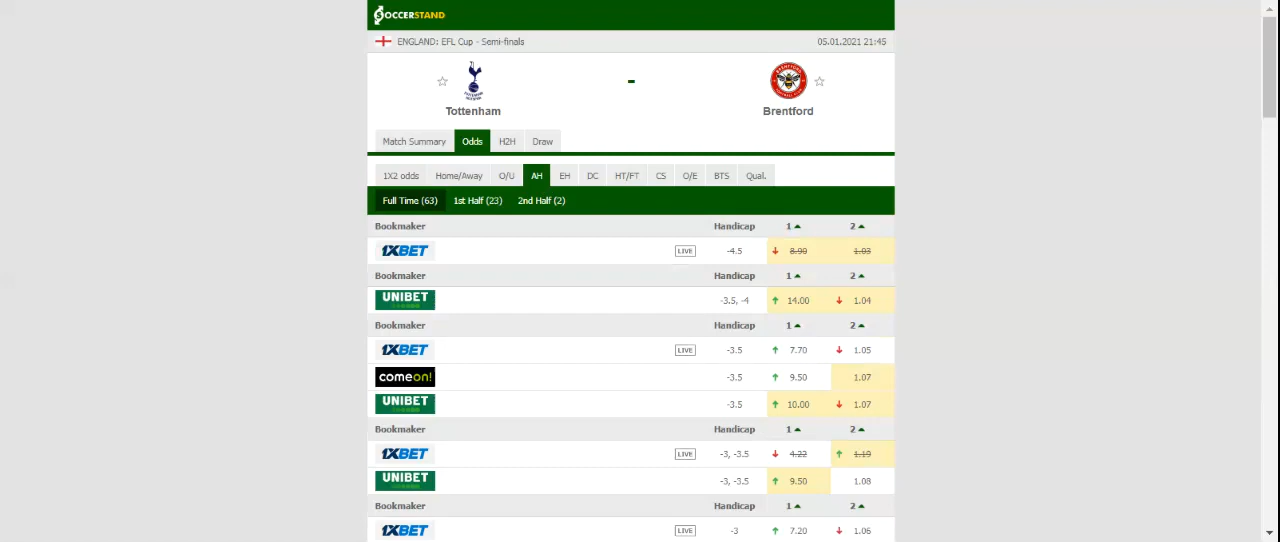 SOCCERSTAND
ENGLAND: EFL Cup - Semi-finals 05.01.2021 21:45
-
Tottenham Brentford
Match Summary Odds H2H Draw
1X2 odds Home/Away O/U AH EH DC HT/FT CS O/E BTS Qual.
Full Time (63) 1st Half (23) 2nd Half (2)
Bookmaker Handicap 1 2
1XBET LIVE -4.5 8.90 1.03
Bookmaker Handicap 1 2
UNIBET -3.5, -4 14.00 1.04
Bookmaker Handicap 1 2
1XBET LIVE -3.5 7.70 1.05
comeon! -3.5 9.50 1.07
UNIBET -3.5 10.00 1.07
Bookmaker Handicap 1 2
1XBET LIVE -3, -3.5 4.22 1.19
UNIBET -3, -3.5 9.50 1.08
Bookmaker Handicap 1 2
1XBET LIVE -3 7.20 1.06